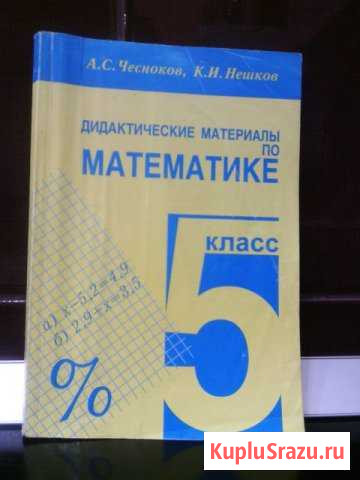 А.С. Чесноков, К.И. Нешков
ДИДАКТИЧЕСКИЕ МАТЕРИАЛЫ
ПО
МАТЕМАТИКЕ
5
класс
а) x−5,2=4,9
б) 2,9+x=3,5
%
KupluSrazu.ru